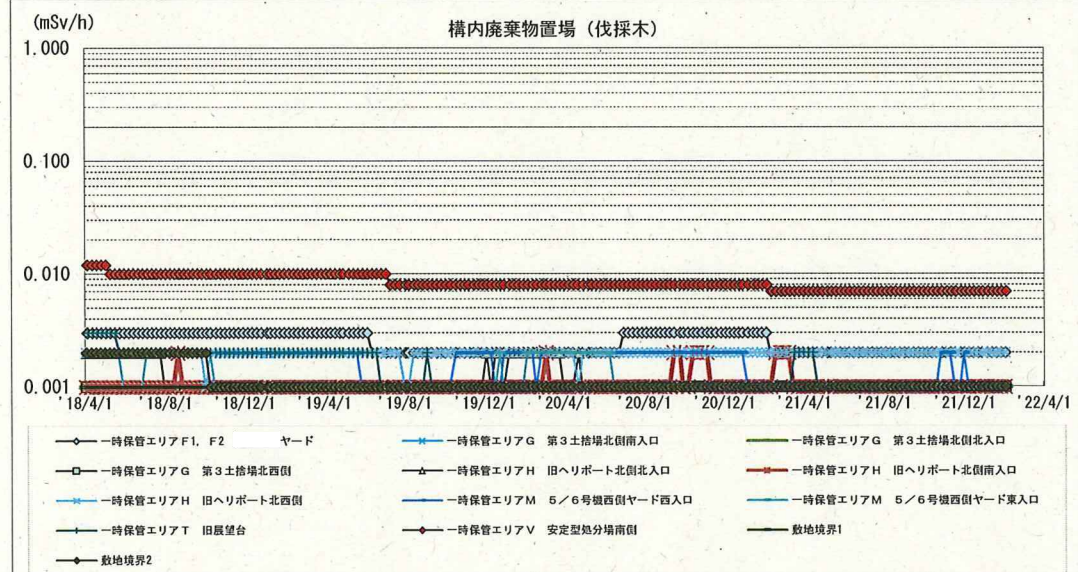 (mSv/h)
構内廃棄物置場（伐採木）
1.000
0.100
0.010
0.001
'18/4/1 '18/8/1 '18/12/1 '19/4/1 '19/8/1 '19/12/1 '20/4/1 '20/8/1 '20/12/1 '21/4/1 '21/8/1 '21/12/1 '22/4/1
一時保管エリアF1，F2 ヤード 一時保管エリアG 第3土捨場北側南入口 一時保管エリアG 第3土捨場北側北入口
一時保管エリアG 第3土捨場北西側 一時保管エリアH 旧ヘリポート北側北入口 一時保管エリアH 旧ヘリポート北側南入口
一時保管エリアH 旧ヘリポート北西側 一時保管エリアM 5／6号機西側ヤード西入口 一時保管エリアM 5／6号機西側ヤード東入口
一時保管エリアT 旧展望台 一時保管エリアV 安定型処分場南側 敷地境界1
敷地境界2